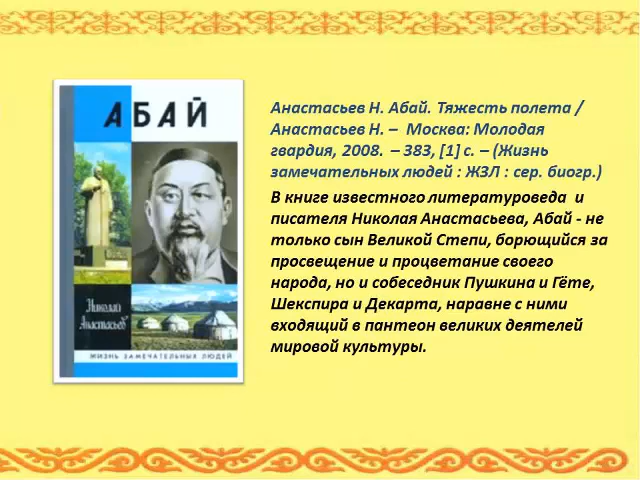 АБАЙ
Николай
Анастасьев
ЖИЗНЬ ЗАМЕЧАТЕЛЬНЫХ ЛЮДЕЙ
Анастасьев Н. Абай. Тяжесть полета /
Анастасьев Н. – Москва: Молодая
гвардия, 2008. – 383, [1] с. – (Жизнь
замечательных людей : ЖЗЛ : сер. биогр.)
В книге известного литературоведа и
писателя Николая Анастасьева, Абай - не
только сын Великой Степи, борющийся за
просвещение и процветание своего
народа, но и собеседник Пушкина и Гёте,
Шекспира и Декарта, наравне с ними
входящий в пантеон великих деятелей
мировой культуры.